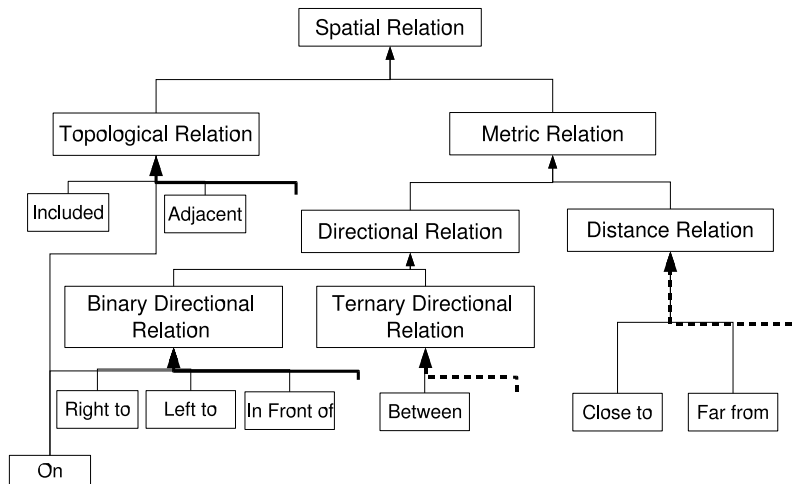 Spatial Relation
Topological Relation
Metric Relation
Included
Adjacent
Directional Relation
Distance Relation
Binary Directional
Relation
Ternary Directional
Relation
Right to
Left to
In Front of
Between
Close to
Far from
On